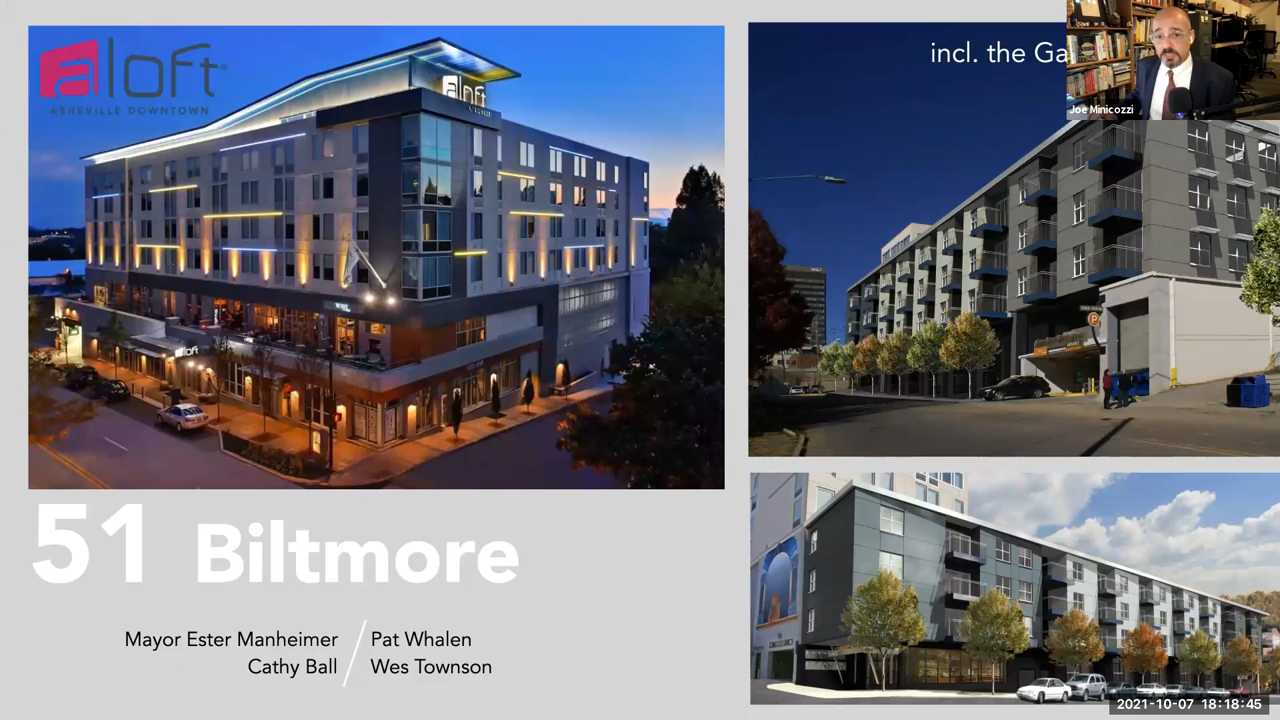 aloft
ASHEVILLE DOWNTOWN
aloft
incl. the Ga
Joe Minicozzi
aloft
51 Biltmore
Mayor Ester Manheimer
Cathy Ball
Pat Whalen
Wes Townson
2021-10-07 18:18:45